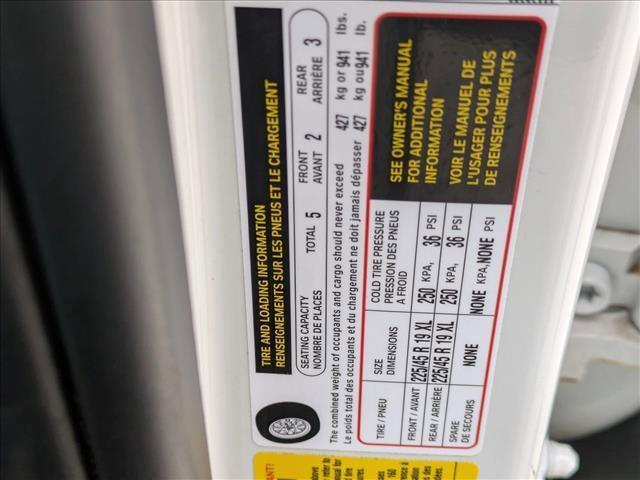 TIRE AND LOADING INFORMATION
RENSEIGNEMENTS SUR LES PNEUS ET LE CHARGEMENT
SEATING CAPACITY
NOMBRE DE PLACES
TOTAL 5
FRONT
AVANT 2
REAR
ARRIÈRE 3
The combined weight of occupants and cargo should never exceed 427 kg or 941 lbs.
Le poids total des occupants et du chargement ne doit jamais dépasser 427 kg ou 941 lb.
TIRE / PNEU
SIZE
DIMENSIONS
COLD TIRE PRESSURE
PRESSION DES PNEUS
A FROID
FRONT / AVANT 225/45 R 19 XL 250 KPA, 36 PSI
REAR / ARRIÈRE 225/45 R 19 XL 250 KPA, 36 PSI
SPARE
DE SECOURS NONE NONE KPA, NONE PSI
SEE OWNER'S MANUAL
FOR ADDITIONAL
INFORMATION
VOIR LE MANUEL DE
L'USAGER POUR PLUS
DE RENSEIGNEMENTS